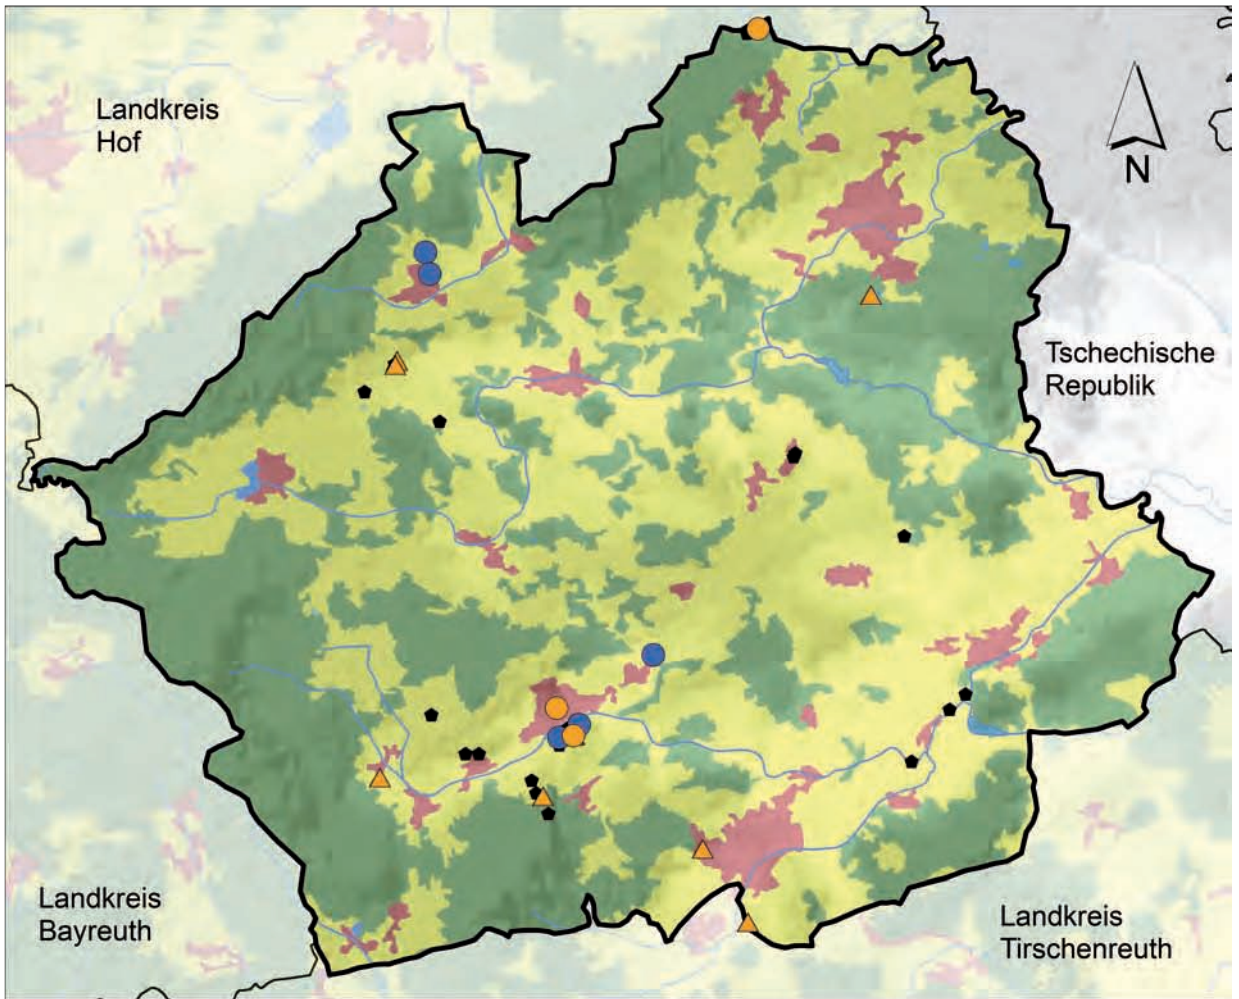 Landkreis
Hof
N
Tschechische
Republik
Landkreis
Bayreuth
Landkreis
Tirschenreuth